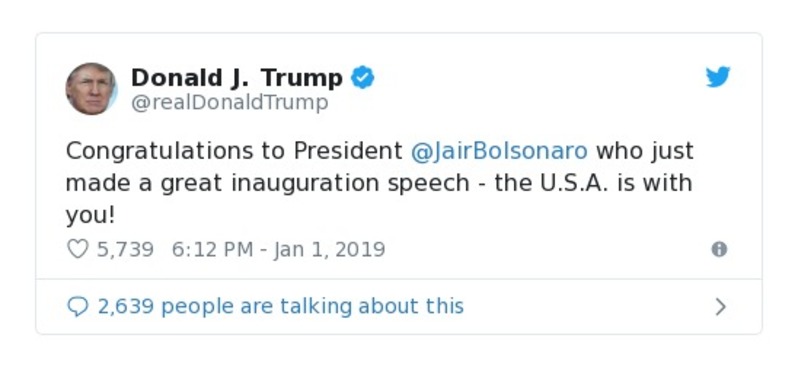 Donald J. Trump
@realDonaldTrump
Congratulations to President @JairBolsonaro who just
made a great inauguration speech - the U.S.A. is with
you!
5,739 6:12 PM - Jan 1, 2019
2,639 people are talking about this